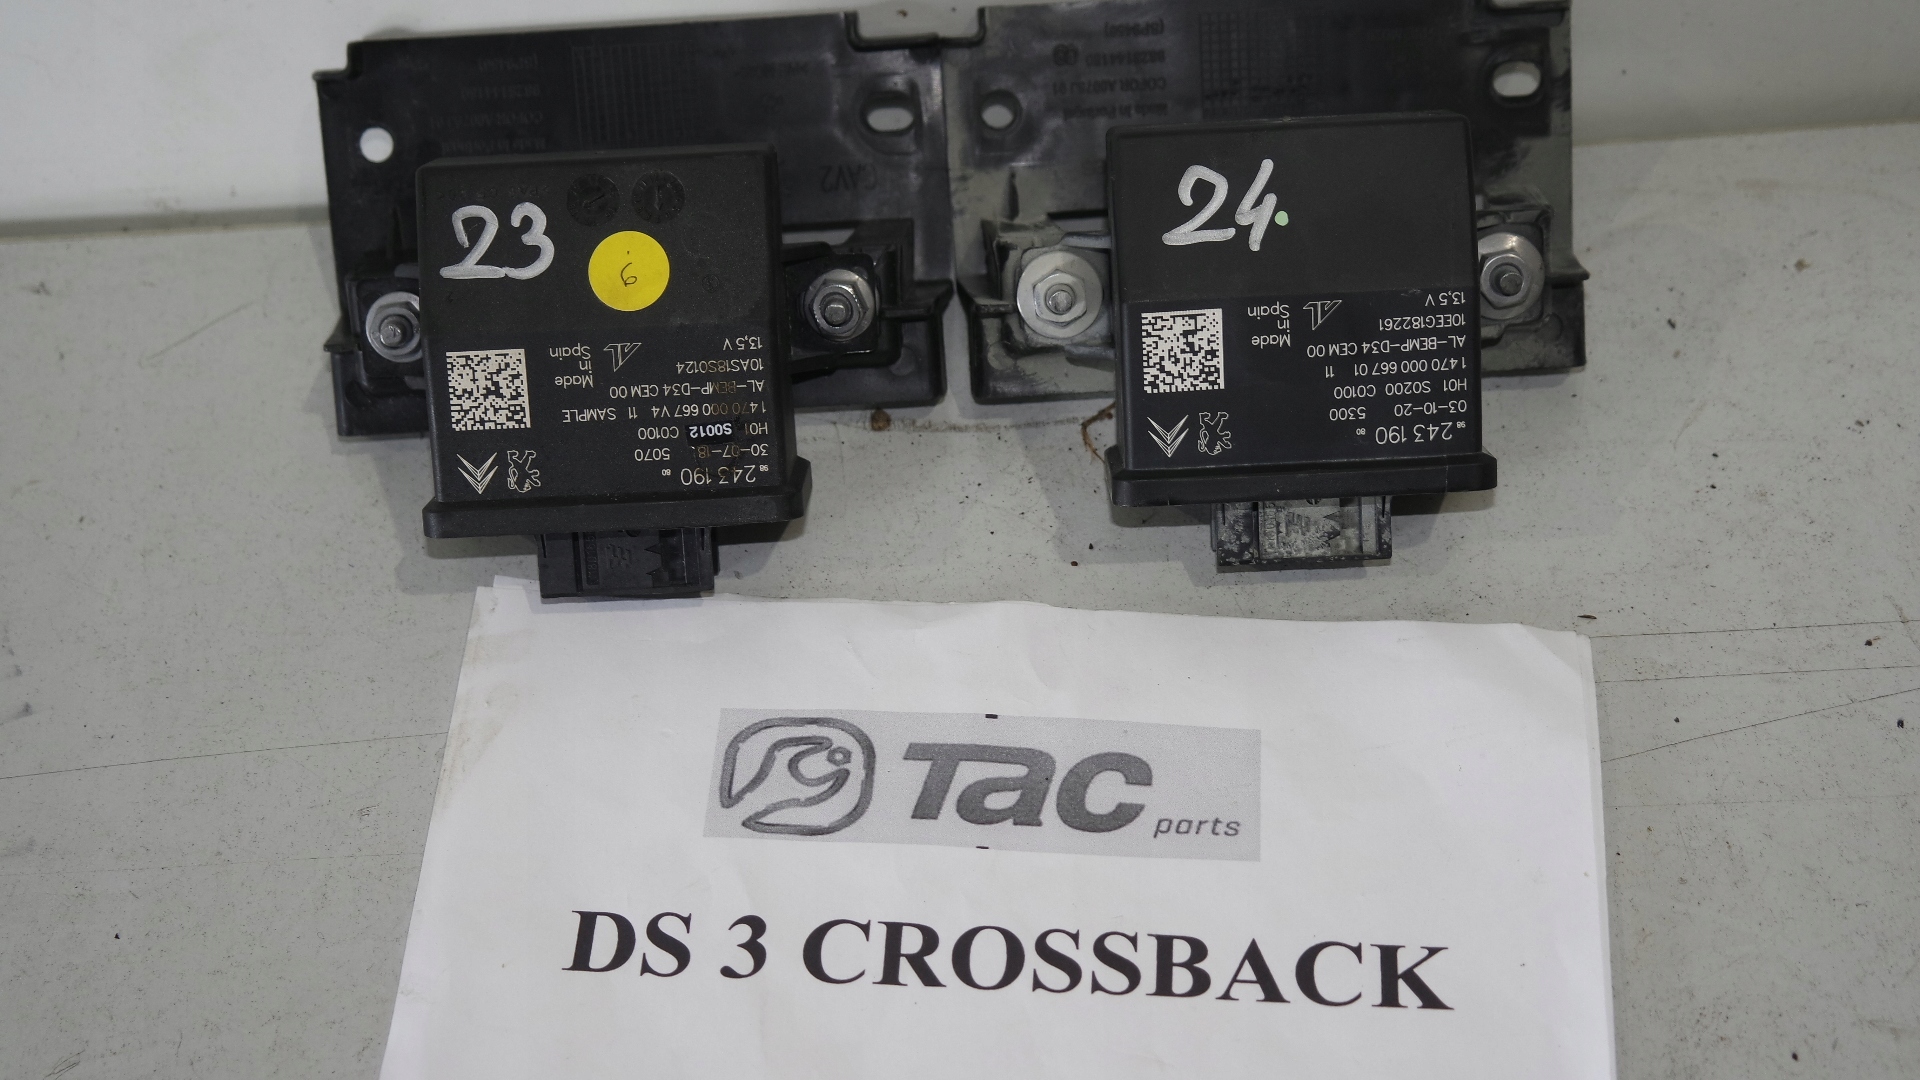 23
6
98 243 190 80
30-07-18 5070
H01 S0012 C0100
1 470 000 667 V4 11 SAMPLE
AL-BEMP-D34 CEM 00
10AS18S0124
13,5 V
Made
in
Spain
24
98 243 190 80
03-10-20 5300
H01 S0200 C0100
1 470 000 667 01 11
AL-BEMP-D34 CEM 00
10EEG182261
13,5 V
Made
in
Spain
CAV2
Tac
parts
DS 3 CROSSBACK